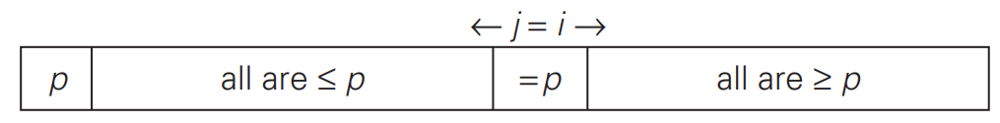 ← j = i →
p all are ≤ p = p all are ≥ p